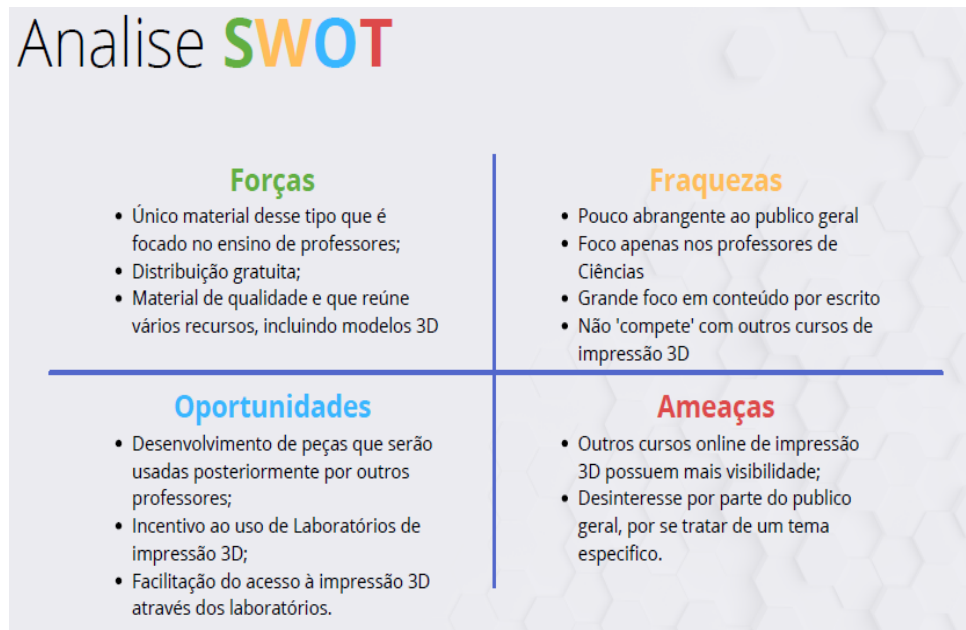 Analise SWOT
Forças
• Único material desse tipo que é
focado no ensino de professores;
• Distribuição gratuita;
• Material de qualidade e que reúne
vários recursos, incluindo modelos 3D
Fraquezas
• Pouco abrangente ao publico geral
• Foco apenas nos professores de
Ciências
• Grande foco em conteúdo por escrito
• Não 'compete' com outros cursos de
impressão 3D
Oportunidades
• Desenvolvimento de peças que serão
usadas posteriormente por outros
professores;
• Incentivo ao uso de Laboratórios de
impressão 3D;
• Facilitação do acesso à impressão 3D
através dos laboratórios.
Ameaças
• Outros cursos online de impressão
3D possuem mais visibilidade;
• Desinteresse por parte do publico
geral, por se tratar de um tema
especifico.